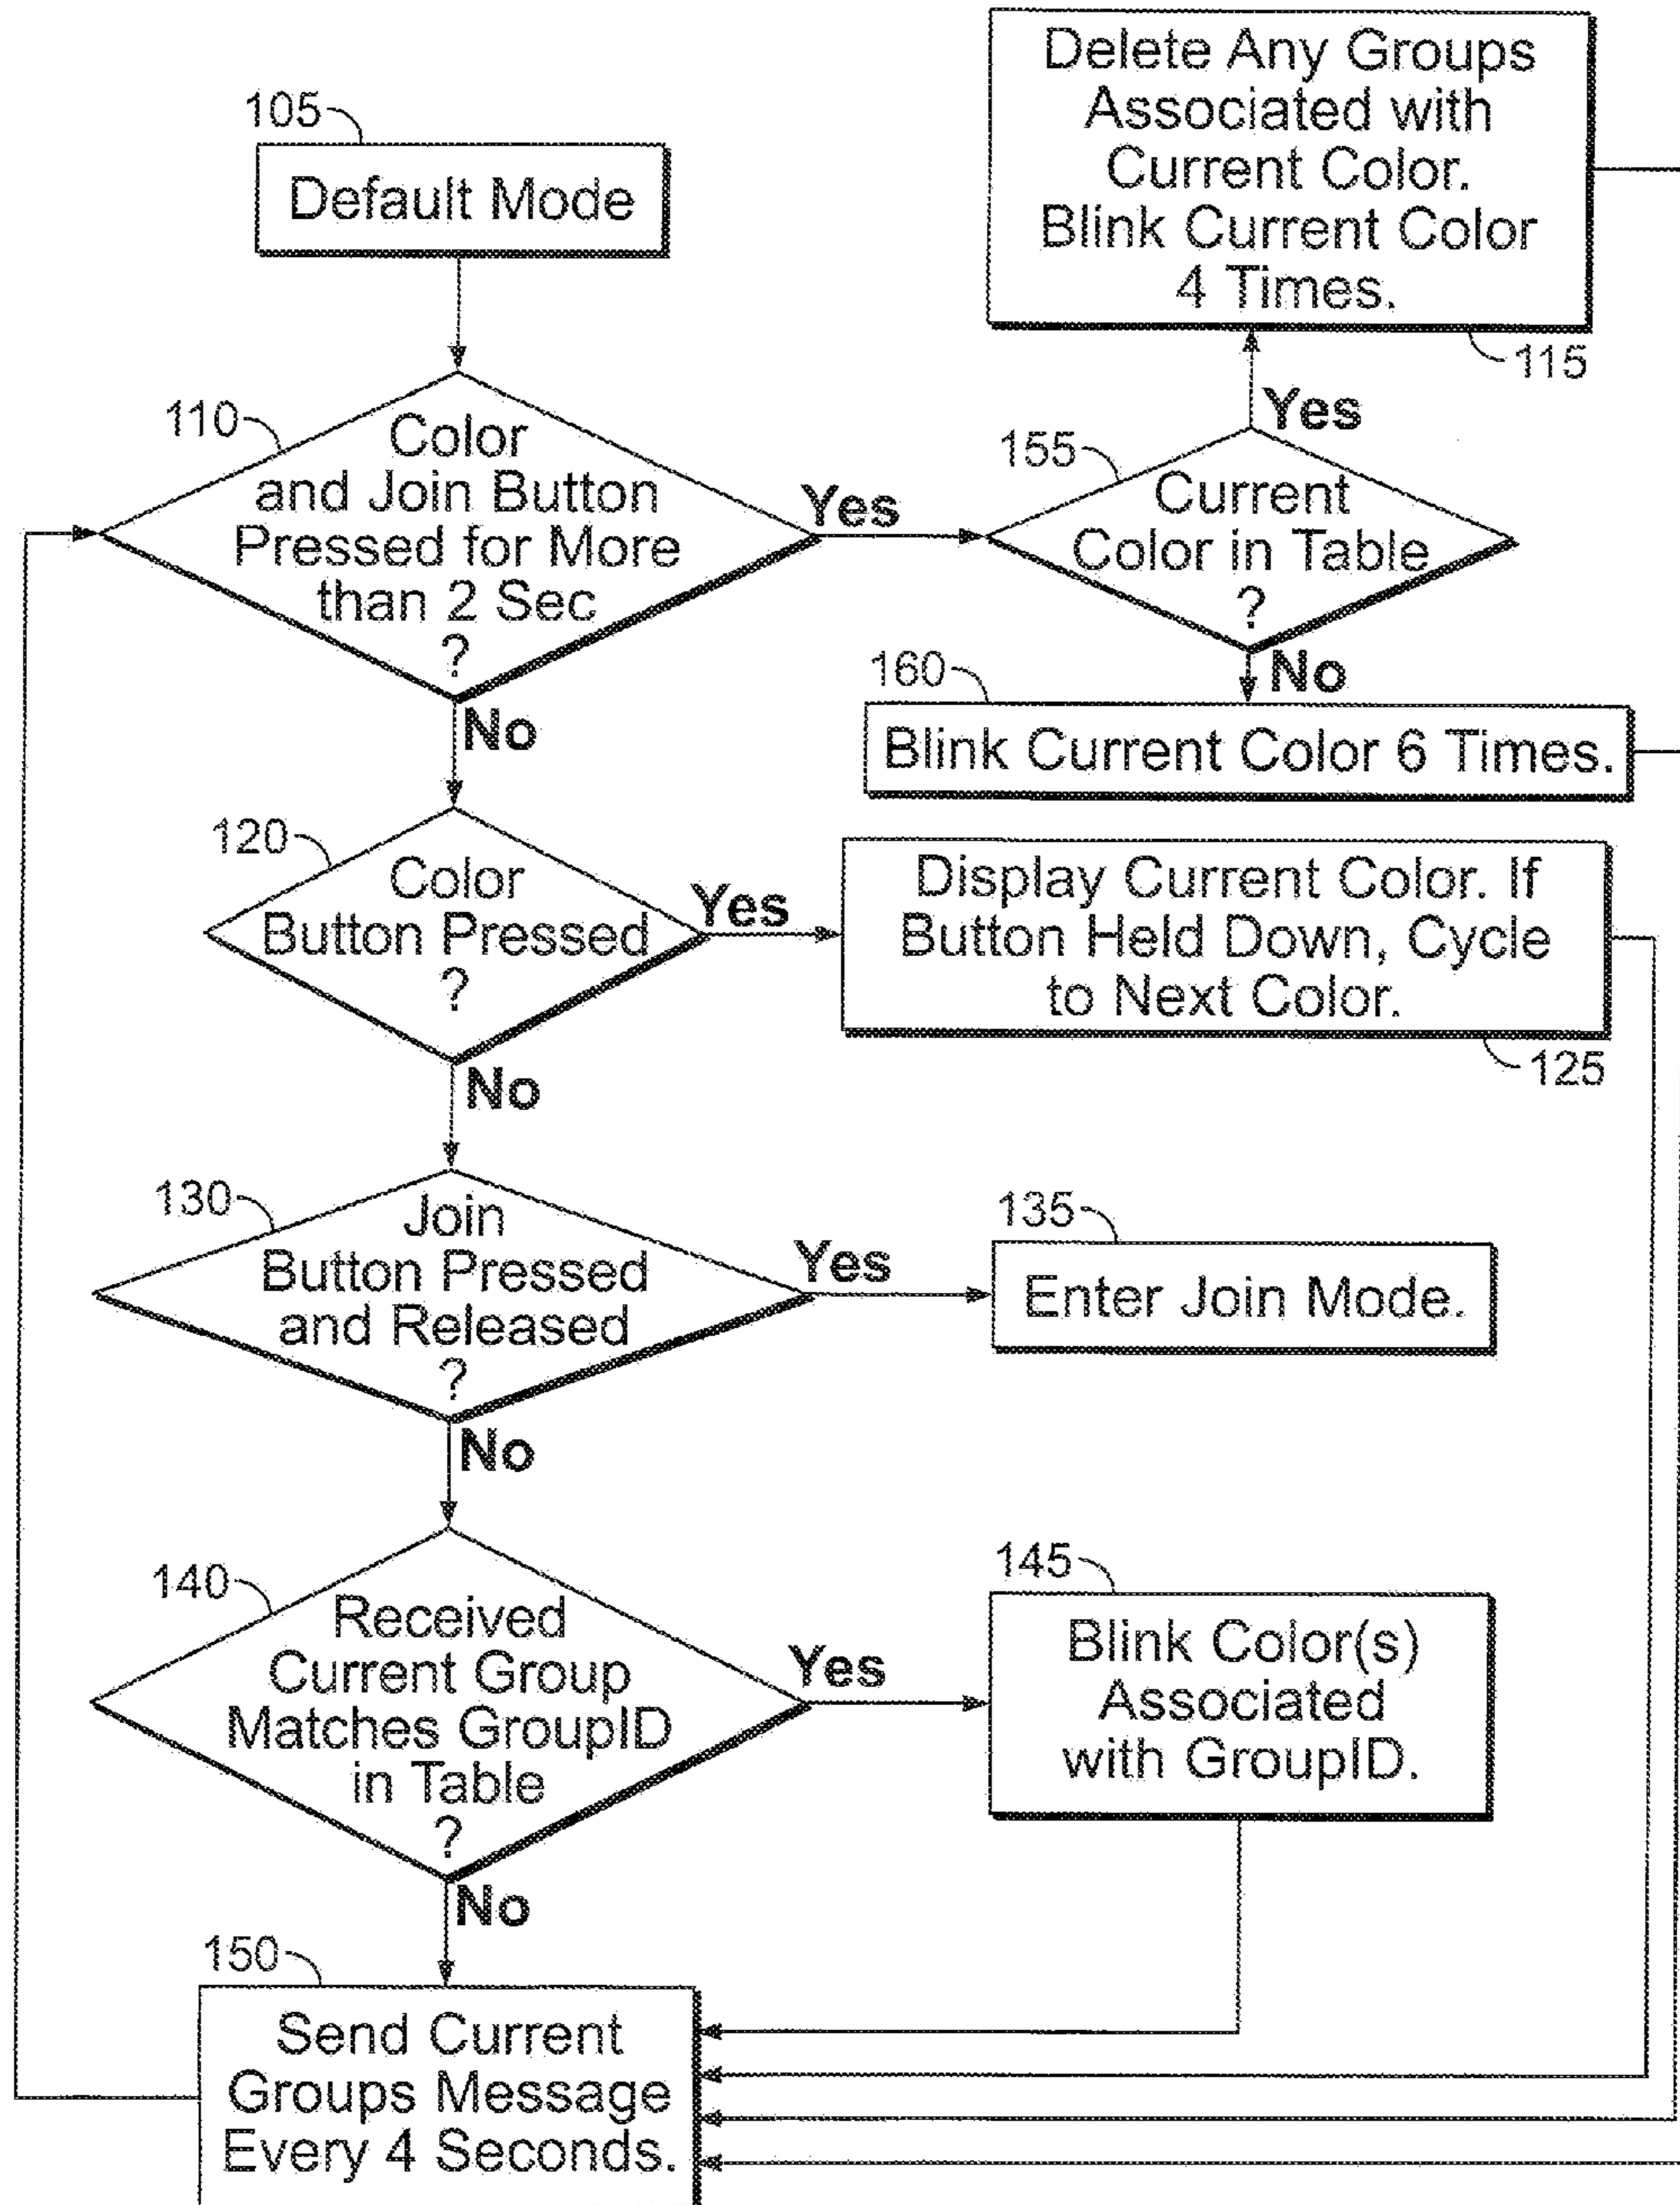 105
Default Mode
Delete Any Groups
Associated with
Current Color.
Blink Current Color
4 Times.
115
110
Color
and Join Button
Pressed for More
than 2 Sec
?
Yes
No
155
Current
Color in Table
?
Yes
No
160
Blink Current Color 6 Times.
120
Color
Button Pressed
?
Yes
No
Display Current Color. If
Button Held Down, Cycle
to Next Color.
125
130
Join
Button Pressed
and Released
?
Yes
No
135
Enter Join Mode.
140
Received
Current Group
Matches GroupID
in Table
?
Yes
No
145
Blink Color(s)
Associated
with GroupID.
150
Send Current
Groups Message
Every 4 Seconds.